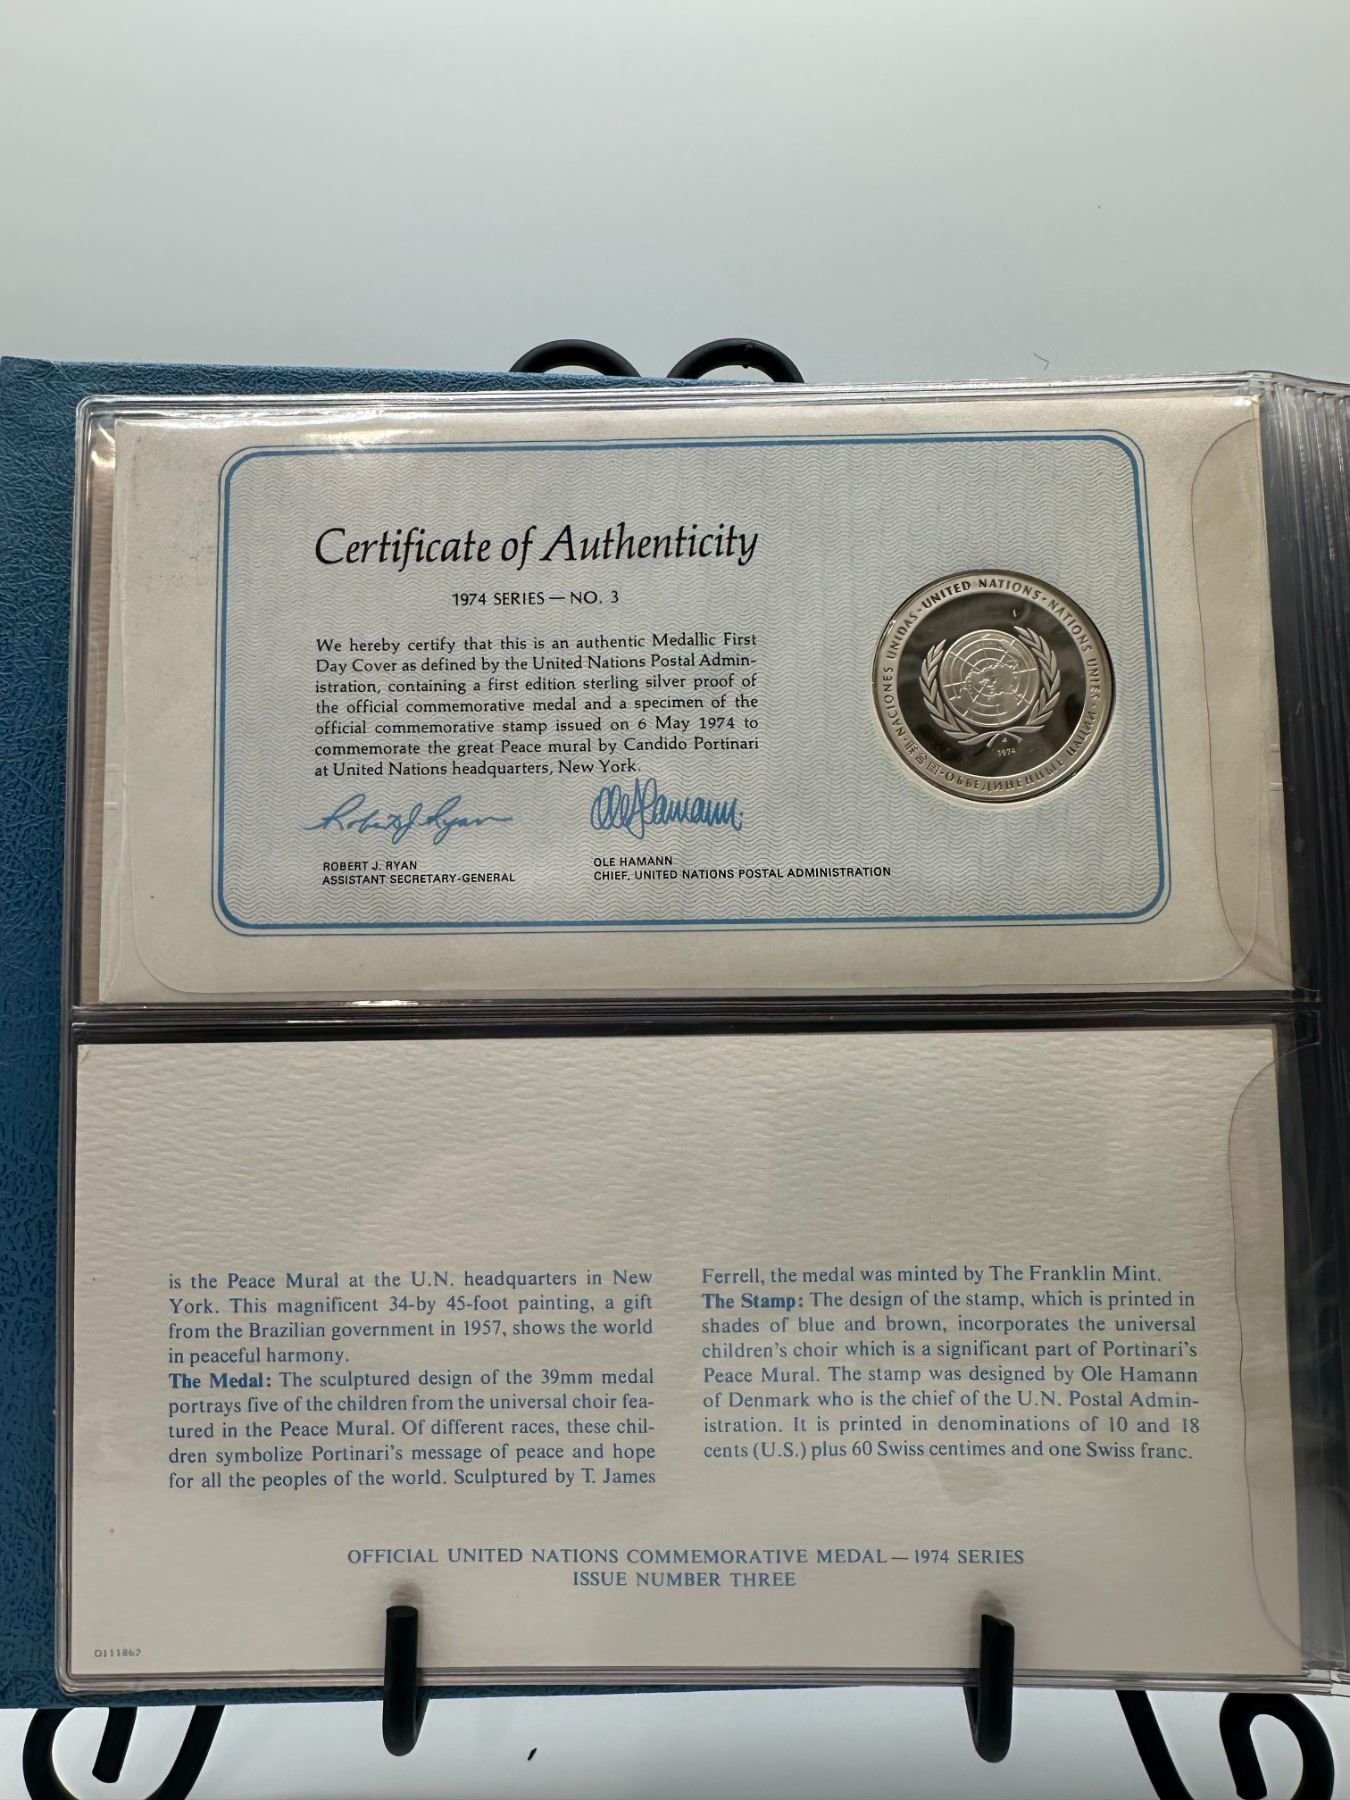 Certificate of Authenticity
1974 SERIES — NO. 3
We hereby certify that this is an authentic Medallic First
Day Cover as defined by the United Nations Postal Admin-
istration, containing a first edition sterling silver proof of
the official commemorative medal and a specimen of the
official commemorative stamp issued on 6 May 1974 to
commemorate the great Peace mural by Candido Portinari
at United Nations headquarters, New York.
Robert J. Ryan
Ole Hamann
ROBERT J. RYAN
ASSISTANT SECRETARY-GENERAL
OLE HAMANN
CHIEF, UNITED NATIONS POSTAL ADMINISTRATION
UNITED NATIONS · NATIONS UNIES ·
ОБЪЕДИНЕННЫЕ НАЦИИ
NACIONES UNIDAS ·
1974
is the Peace Mural at the U.N. headquarters in New
York. This magnificent 34-by 45-foot painting, a gift
from the Brazilian government in 1957, shows the world
in peaceful harmony.
The Medal: The sculptured design of the 39mm medal
portrays five of the children from the universal choir fea-
tured in the Peace Mural. Of different races, these chil-
dren symbolize Portinari's message of peace and hope
for all the peoples of the world. Sculptured by T. James
Ferrell, the medal was minted by The Franklin Mint.
The Stamp: The design of the stamp, which is printed in
shades of blue and brown, incorporates the universal
children's choir which is a significant part of Portinari's
Peace Mural. The stamp was designed by Ole Hamann
of Denmark who is the chief of the U.N. Postal Admin-
istration. It is printed in denominations of 10 and 18
cents (U.S.) plus 60 Swiss centimes and one Swiss franc.
OFFICIAL UNITED NATIONS COMMEMORATIVE MEDAL — 1974 SERIES
ISSUE NUMBER THREE
D111862